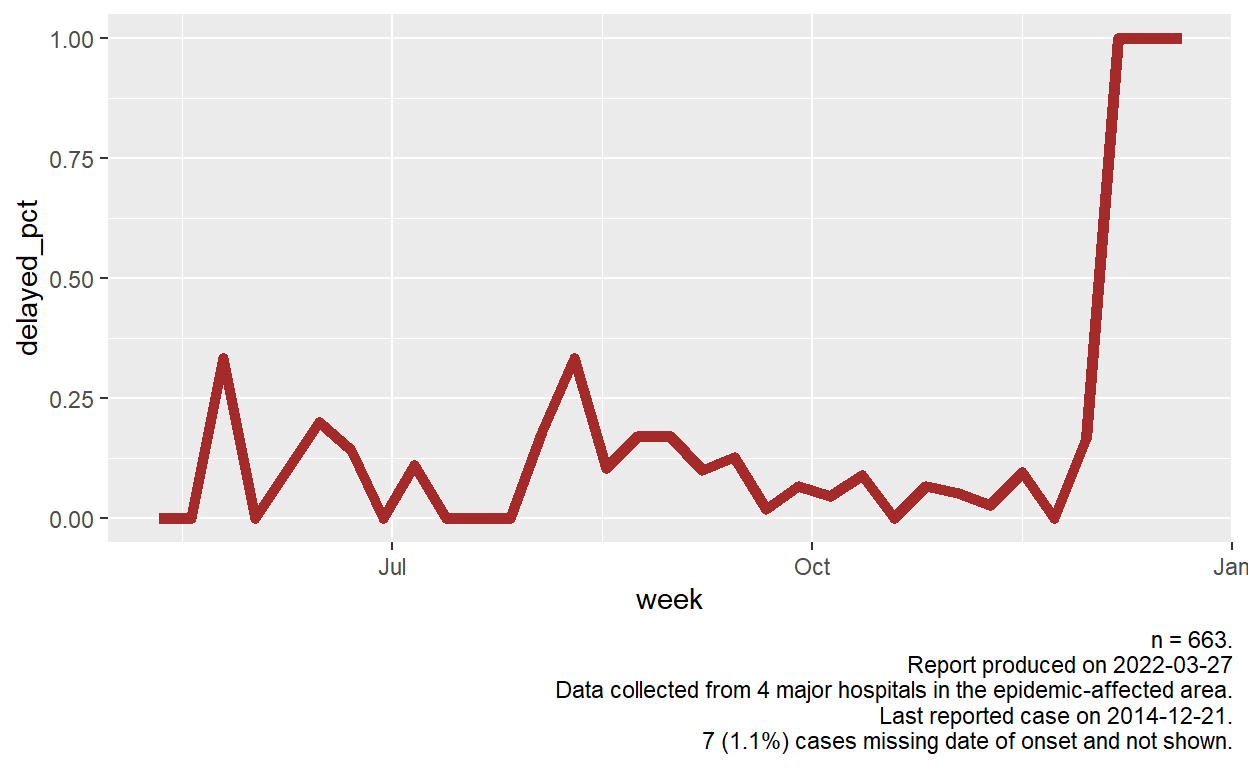 1.00
0.75
0.50
0.25
0.00
delayed_pct
Jul
Oct
Jan
week
n = 663.
Report produced on 2022-03-27
Data collected from 4 major hospitals in the epidemic-affected area.
Last reported case on 2014-12-21.
7 (1.1%) cases missing date of onset and not shown.